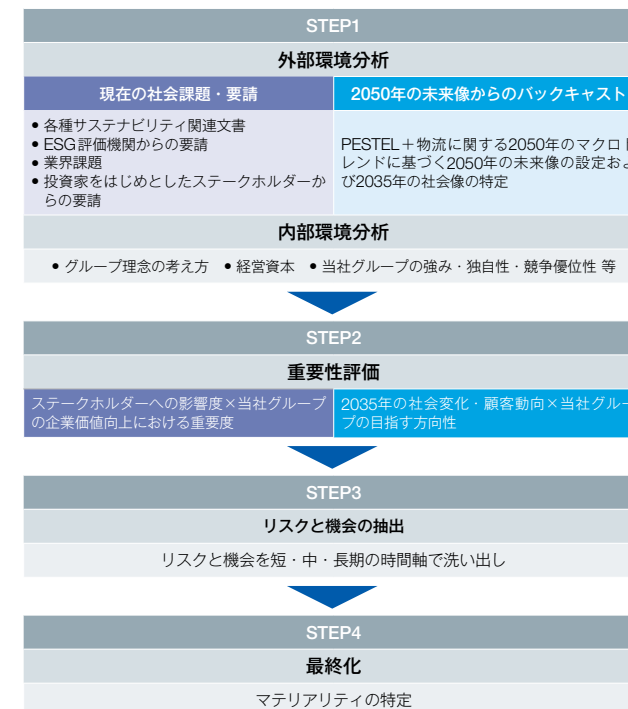 STEP1
外部環境分析
現在の社会課題・要請
2050年の未来像からのバックキャスト
• 各種サステナビリティ関連文書
• ESG評価機関からの要請
• 業界課題
• 投資家をはじめとしたステークホルダーか
らの要請
PESTEL＋物流に関する2050年のマクロト
レンドに基づく2050年の未来像の設定およ
び2035年の社会像の特定
内部環境分析
• グループ理念の考え方 • 経営資本 • 当社グループの強み・独自性・競争優位性 等
STEP2
重要性評価
ステークホルダーへの影響度×当社グループ
の企業価値向上における重要度
2035年の社会変化・顧客動向×当社グルー
プの目指す方向性
STEP3
リスクと機会の抽出
リスクと機会を短・中・長期の時間軸で洗い出し
STEP4
最終化
マテリアリティの特定